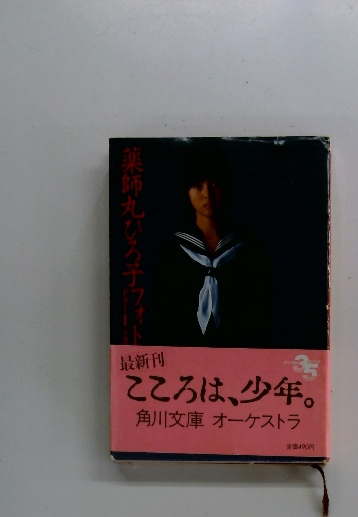 薬師丸ひろ子フォト
最新刊
35
こころは、少年。
角川文庫 オーケストラ
定価490円